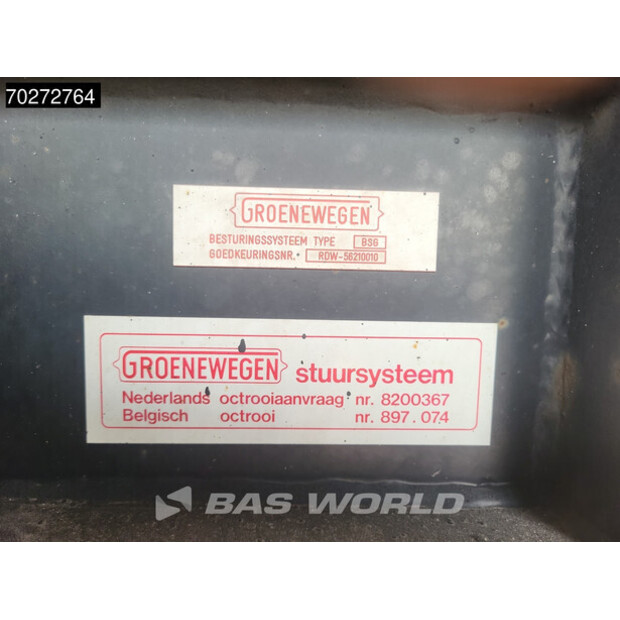 70272764
GROENEWEGEN
BESTURINGSSYSTEEM TYPE BSG
GOEDKEURINGSNR. RDW-56210010
GROENEWEGEN stuursysteem
Nederlands octrooiaanvraag nr. 8200367
Belgisch octrooi nr. 897.074
BAS WORLD